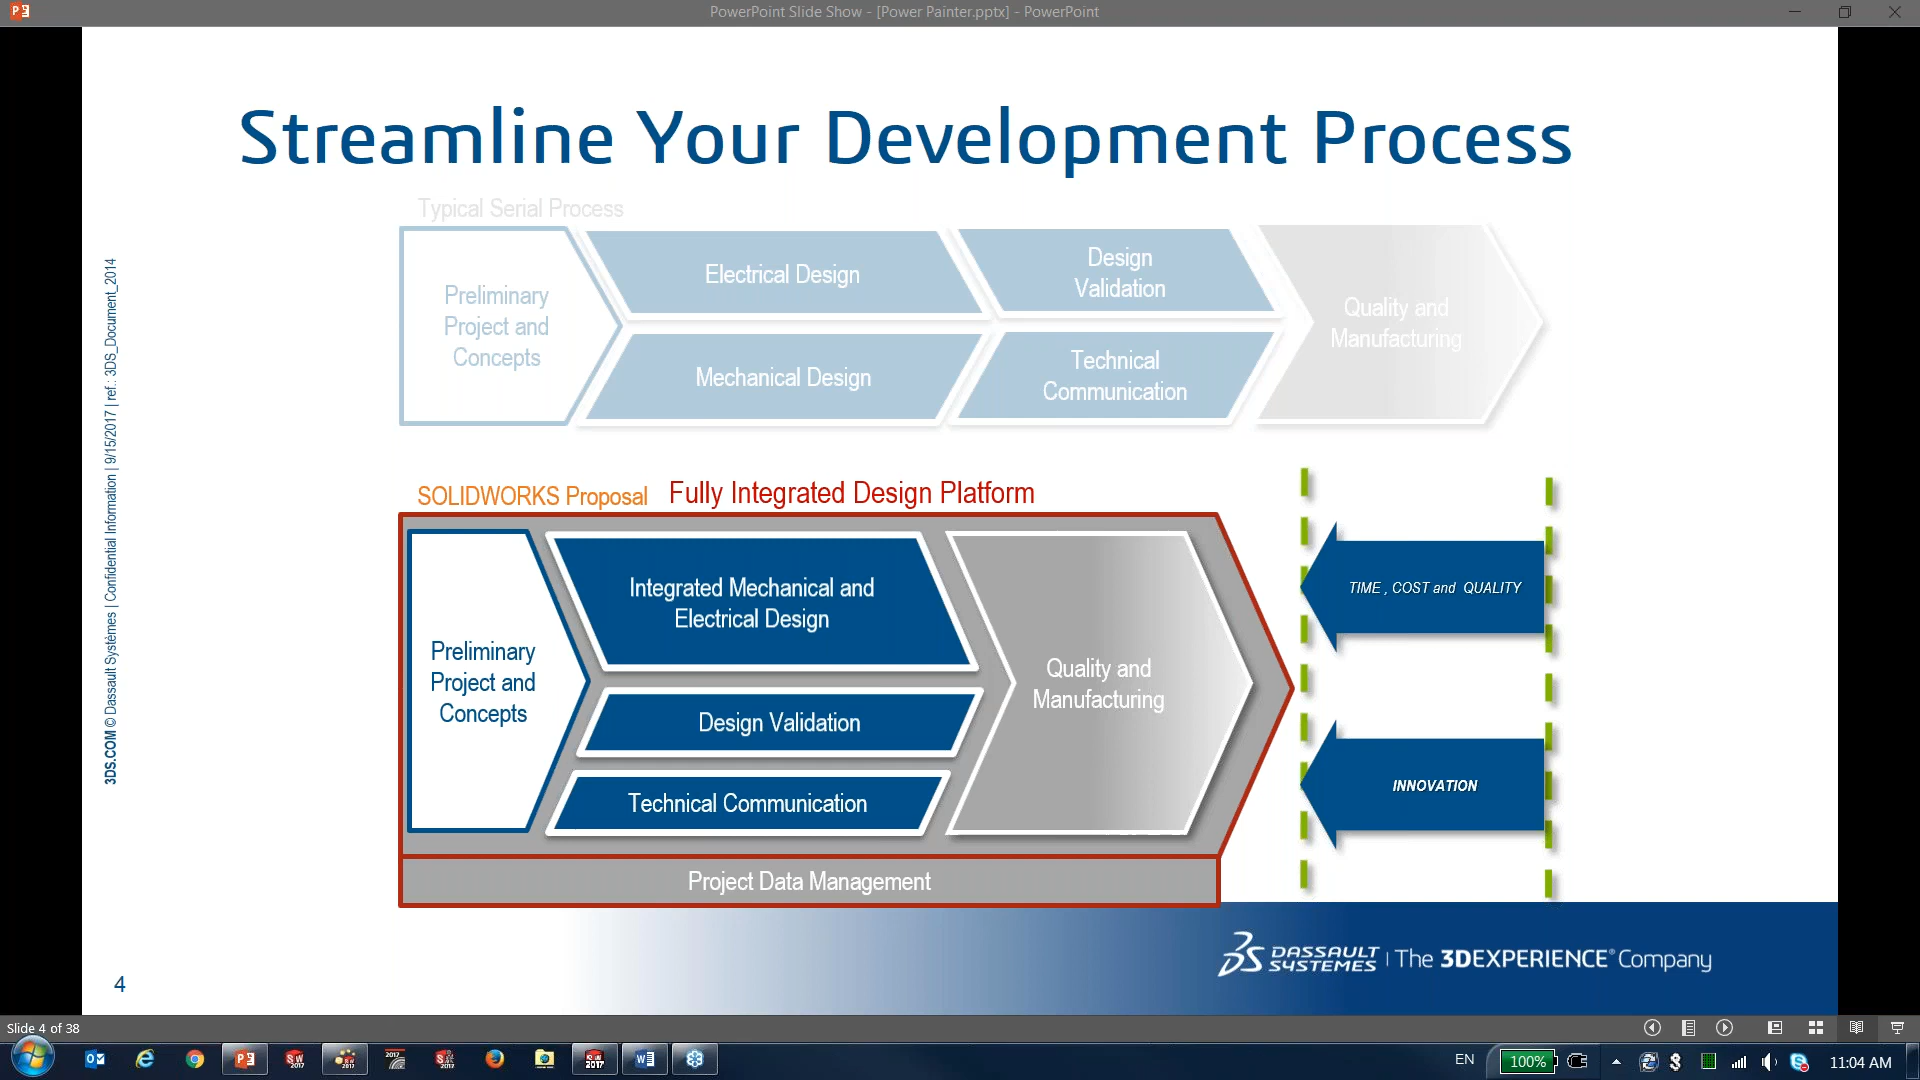 PowerPoint Slide Show - [Power Painter.pptx] - PowerPoint
Streamline Your Development Process
Typical Serial Process
Preliminary
Project and
Concepts
Electrical Design
Mechanical Design
Design
Validation
Technical
Communication
Quality and
Manufacturing
SOLIDWORKS Proposal
Fully Integrated Design Platform
Preliminary
Project and
Concepts
Integrated Mechanical and
Electrical Design
Design Validation
Technical Communication
Quality and
Manufacturing
Project Data Management
TIME , COST and QUALITY
INNOVATION
3DS.COM © Dassault Systèmes | Confidential Information | 9/15/2017 | ref.: 3DS_Document_2014
DASSAULT
SYSTEMES | The 3DEXPERIENCE® Company
4
Slide 4 of 38
EN
100%
11:04 AM